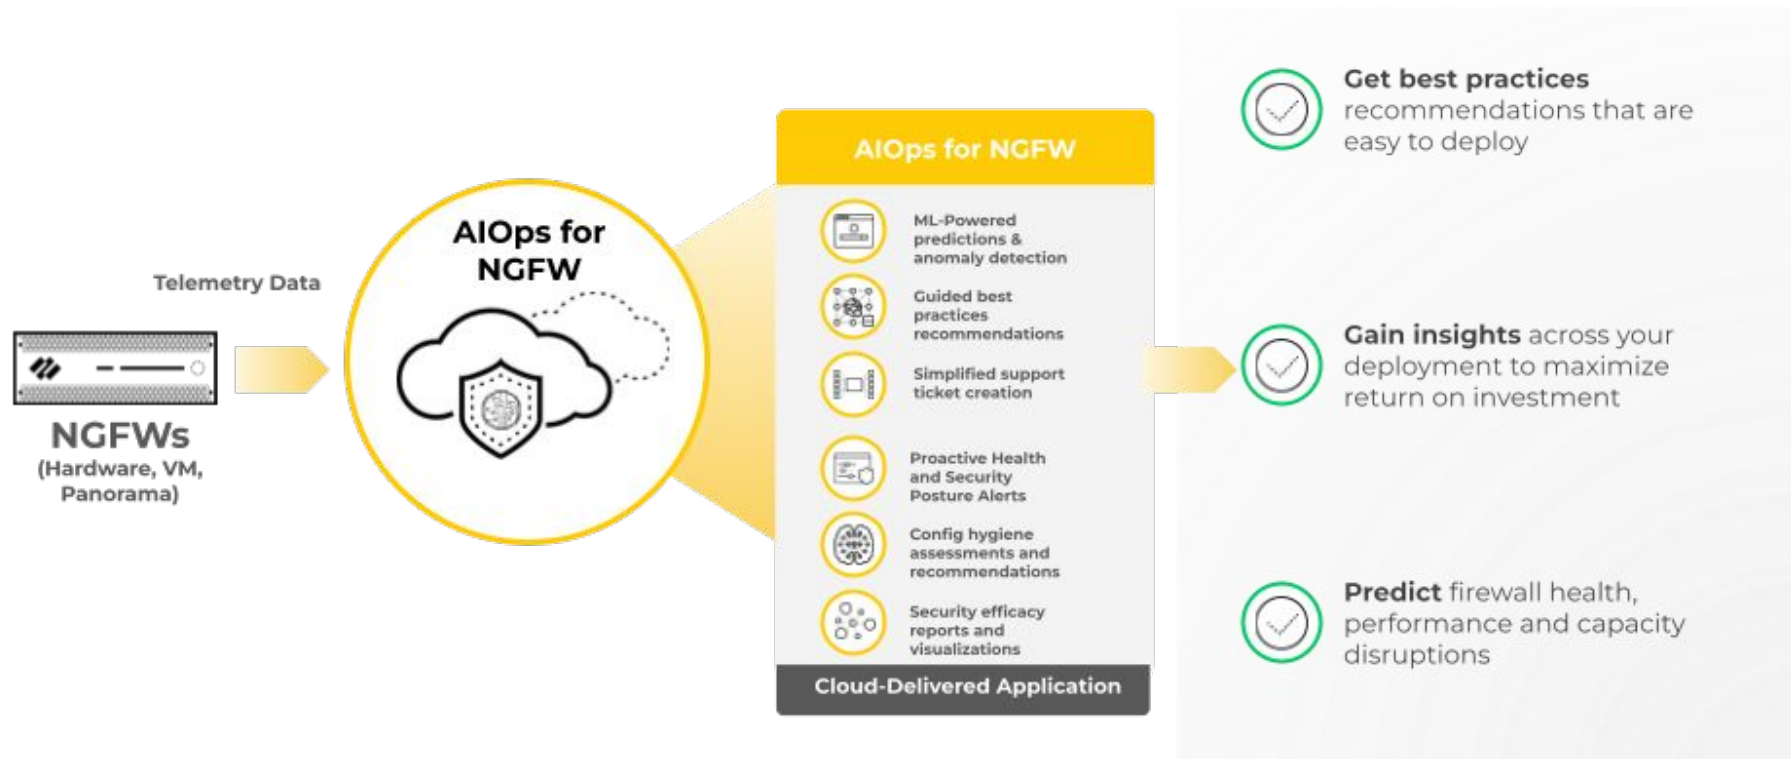 Telemetry Data
NGFWs
(Hardware, VM,
Panorama)
AIOps for
NGFW
AIOps for NGFW
ML-Powered
predictions &
anomaly detection
Guided best
practices
recommendations
Simplified support
ticket creation
Proactive Health
and Security
Posture Alerts
Config hygiene
assessments and
recommendations
Security efficacy
reports and
visualizations
Cloud-Delivered Application
Get best practices
recommendations that are
easy to deploy
Gain insights across your
deployment to maximize
return on investment
Predict firewall health,
performance and capacity
disruptions